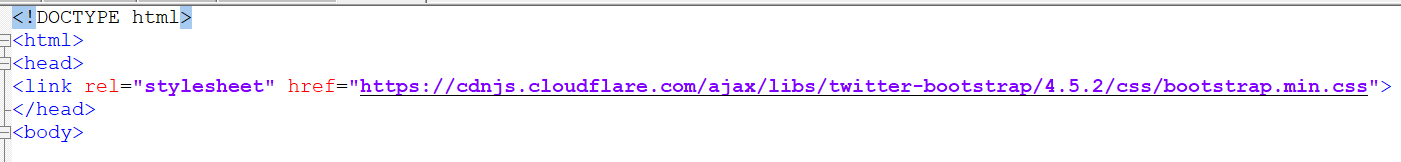 <!DOCTYPE html>
<html>
<head>
<link rel="stylesheet" href="https://cdnjs.cloudflare.com/ajax/libs/twitter-bootstrap/4.5.2/css/bootstrap.min.css">
</head>
<body>